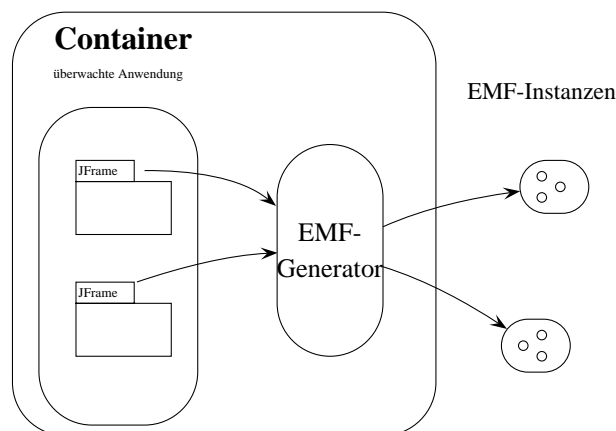 Container
überwachte Anwendung
EMF-Instanzen
JFrame
EMF-
Generator
JFrame